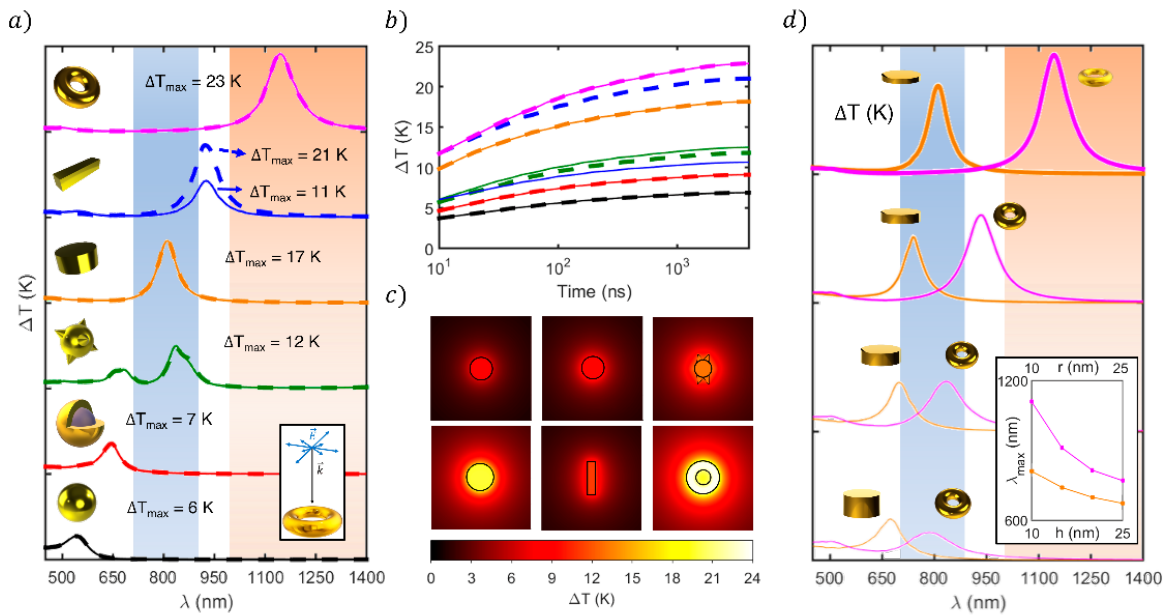 a)
ΔTmax = 23 K
ΔTmax = 21 K
ΔTmax = 11 K
ΔTmax = 17 K
ΔTmax = 12 K
ΔTmax = 7 K
ΔTmax = 6 K
k⃗
k⃗
ΔT (K)
500 650 800 950 1100 1250 1400
λ (nm)
b)
25
20
15
10
5
0
ΔT (K)
10¹ 10² 10³
Time (ns)
c)
0 3 6 9 12 15 18 21 24
ΔT (K)
d)
ΔT (K)
10 r (nm) 25
1200
λmax (nm)
600
10 h (nm) 25
500 650 800 950 1100 1250 1400
λ (nm)